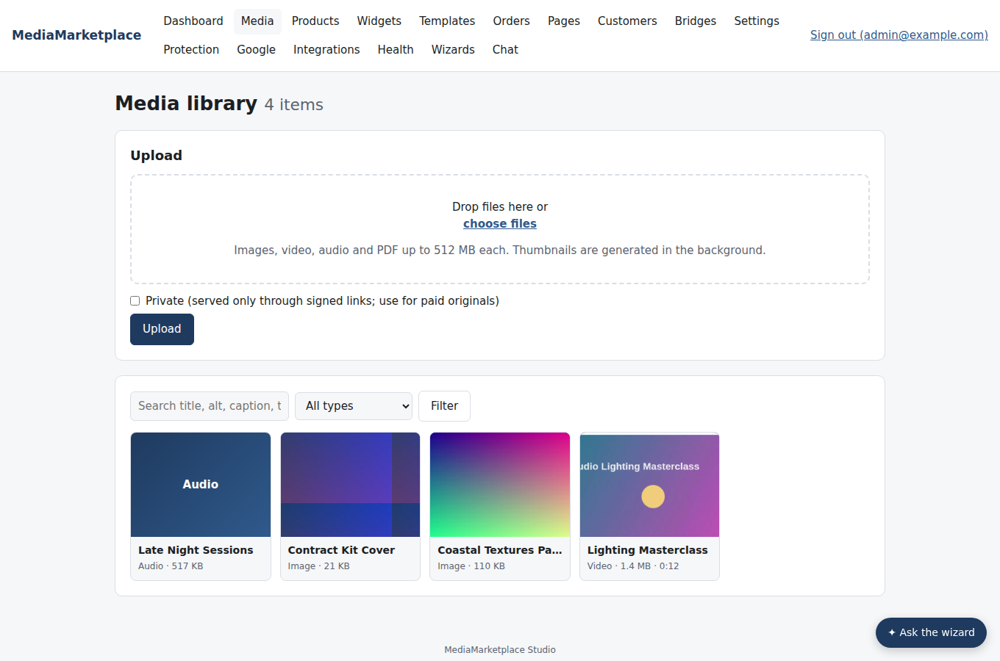 MediaMarketplace
Dashboard Media Products Widgets Templates Orders Pages Customers Bridges Settings
Protection Google Integrations Health Wizards Chat
Sign out (admin@example.com)
Media library 4 items
Upload
Drop files here or
choose files
Images, video, audio and PDF up to 512 MB each. Thumbnails are generated in the background.
Private (served only through signed links; use for paid originals)
Upload
Search title, alt, caption, t
All types
Filter
Audio
Late Night Sessions
Audio · 517 KB
Contract Kit Cover
Image · 21 KB
Coastal Textures Pa…
Image · 110 KB
udio Lighting Masterclass
Lighting Masterclass
Video · 1.4 MB · 0:12
✦ Ask the wizard
MediaMarketplace Studio